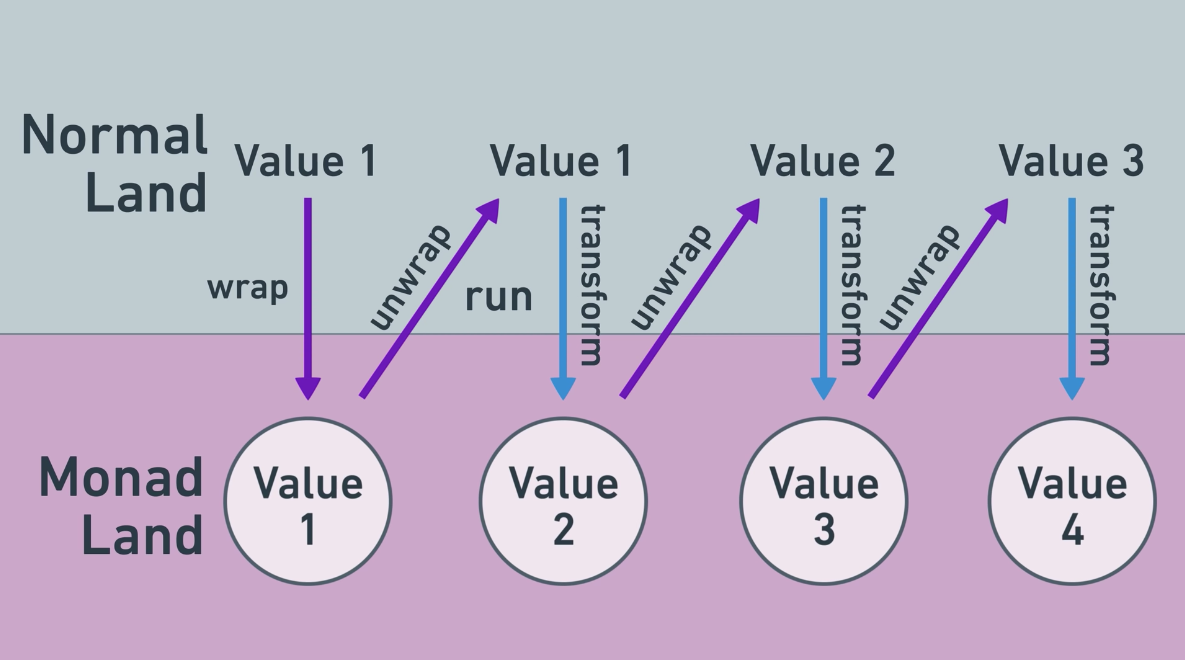 Normal
Land
Value 1
Value 1
Value 2
Value 3
wrap
unwrap
run
transform
unwrap
transform
unwrap
transform
Monad
Land
Value
1
Value
2
Value
3
Value
4